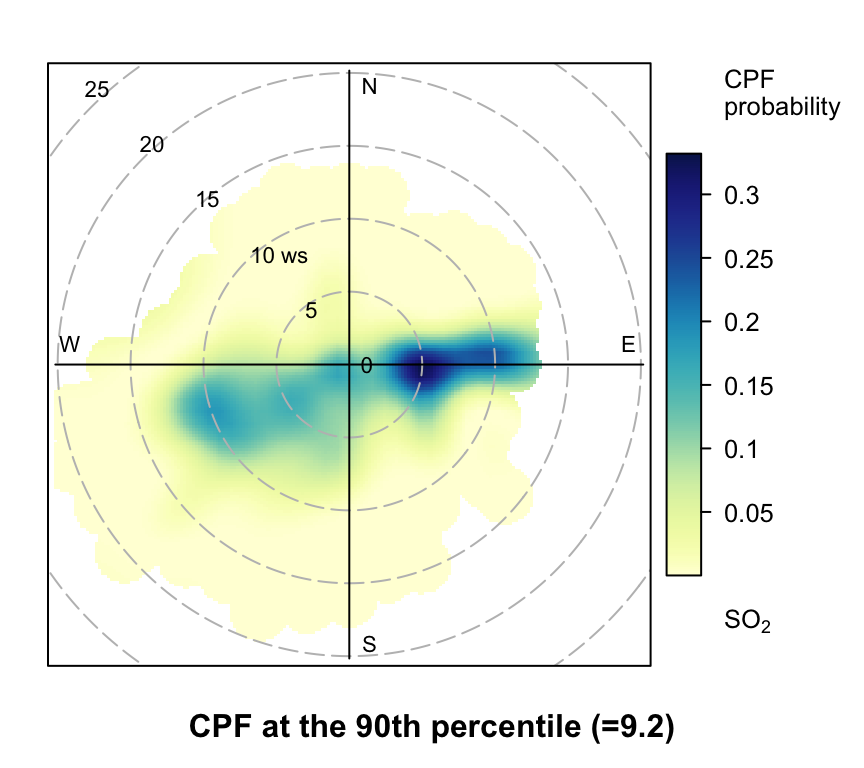 25
N
20
15
10 ws
5
W
0
E
S
CPF
probability
0.3
0.25
0.2
0.15
0.1
0.05
SO₂
CPF at the 90th percentile (=9.2)